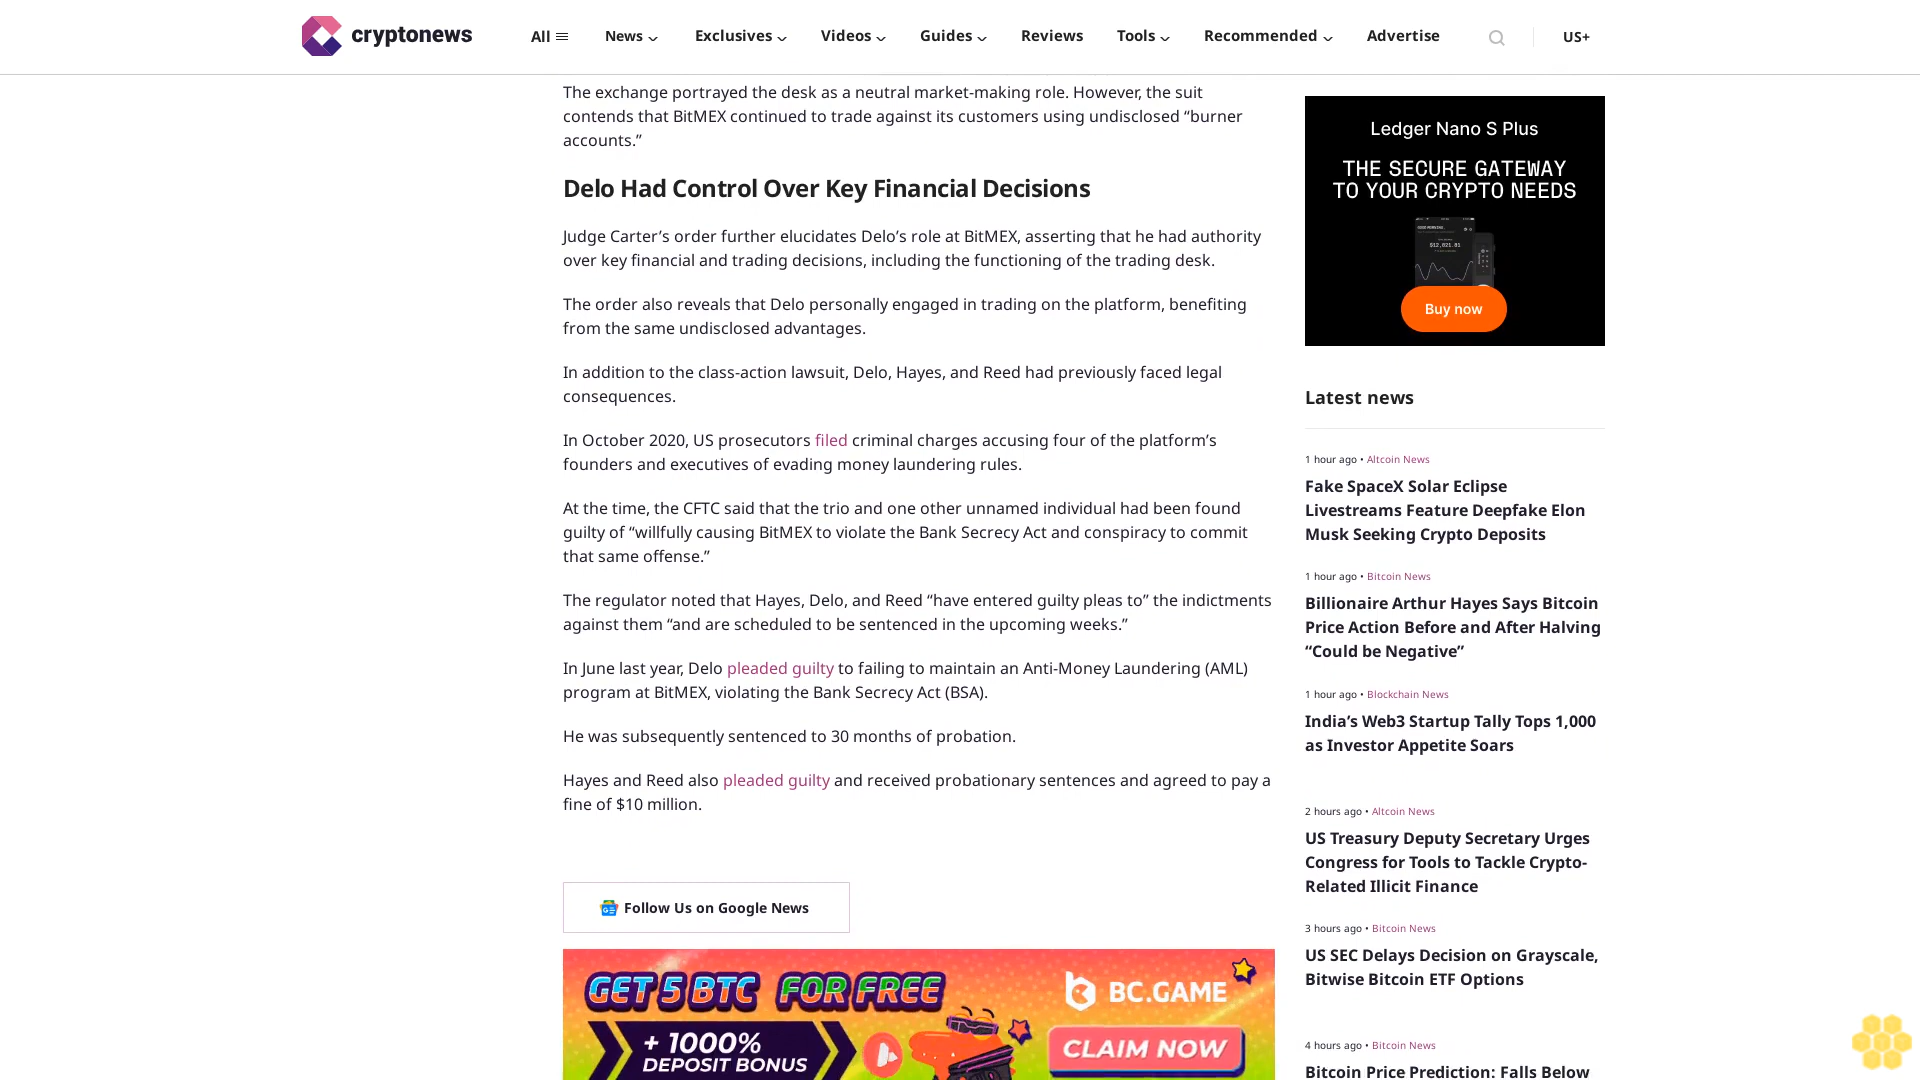 cryptonews
All
News
Exclusives
Videos
Guides
Reviews
Tools
Recommended
Advertise
US+
The exchange portrayed the desk as a neutral market-making role. However, the suit
contends that BitMEX continued to trade against its customers using undisclosed “burner
accounts.”
Delo Had Control Over Key Financial Decisions
Judge Carter’s order further elucidates Delo’s role at BitMEX, asserting that he had authority
over key financial and trading decisions, including the functioning of the trading desk.
The order also reveals that Delo personally engaged in trading on the platform, benefiting
from the same undisclosed advantages.
In addition to the class-action lawsuit, Delo, Hayes, and Reed had previously faced legal
consequences.
In October 2020, US prosecutors filed criminal charges accusing four of the platform’s
founders and executives of evading money laundering rules.
At the time, the CFTC said that the trio and one other unnamed individual had been found
guilty of “willfully causing BitMEX to violate the Bank Secrecy Act and conspiracy to commit
that same offense.”
The regulator noted that Hayes, Delo, and Reed “have entered guilty pleas to” the indictments
against them “and are scheduled to be sentenced in the upcoming weeks.”
In June last year, Delo pleaded guilty to failing to maintain an Anti-Money Laundering (AML)
program at BitMEX, violating the Bank Secrecy Act (BSA).
He was subsequently sentenced to 30 months of probation.
Hayes and Reed also pleaded guilty and received probationary sentences and agreed to pay a
fine of $10 million.
Follow Us on Google News
GET 5 BTC FOR FREE
BC.GAME
+ 1000%
DEPOSIT BONUS
CLAIM NOW
Ledger Nano S Plus
THE SECURE GATEWAY
TO YOUR CRYPTO NEEDS
$12,821.81
Buy now
Latest news
1 hour ago • Altcoin News
Fake SpaceX Solar Eclipse
Livestreams Feature Deepfake Elon
Musk Seeking Crypto Deposits
1 hour ago • Bitcoin News
Billionaire Arthur Hayes Says Bitcoin
Price Action Before and After Halving
“Could be Negative”
1 hour ago • Blockchain News
India’s Web3 Startup Tally Tops 1,000
as Investor Appetite Soars
2 hours ago • Altcoin News
US Treasury Deputy Secretary Urges
Congress for Tools to Tackle Crypto-
Related Illicit Finance
3 hours ago • Bitcoin News
US SEC Delays Decision on Grayscale,
Bitwise Bitcoin ETF Options
4 hours ago • Bitcoin News
Bitcoin Price Prediction: Falls Below